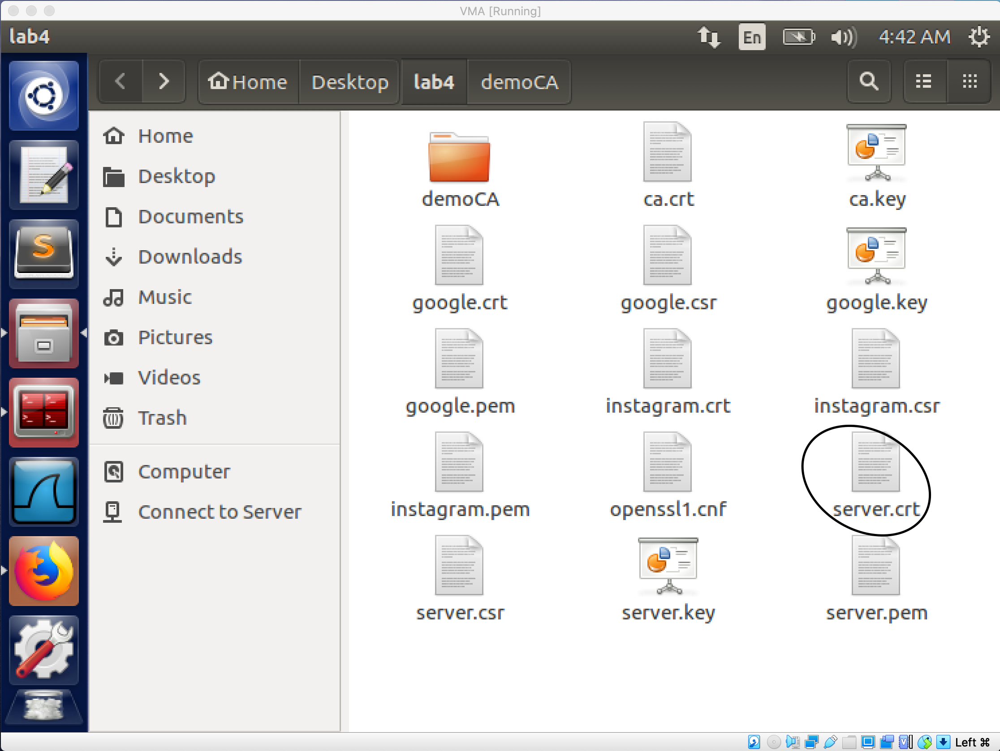 VMA [Running]
lab4
En
4:42 AM
Home
Desktop
lab4
demoCA
Home
Desktop
Documents
Downloads
Music
Pictures
Videos
Trash
Computer
Connect to Server
demoCA
ca.crt
ca.key
google.crt
google.csr
google.key
google.pem
instagram.crt
instagram.csr
instagram.pem
openssl1.cnf
server.crt
server.csr
server.key
server.pem
Left ⌘